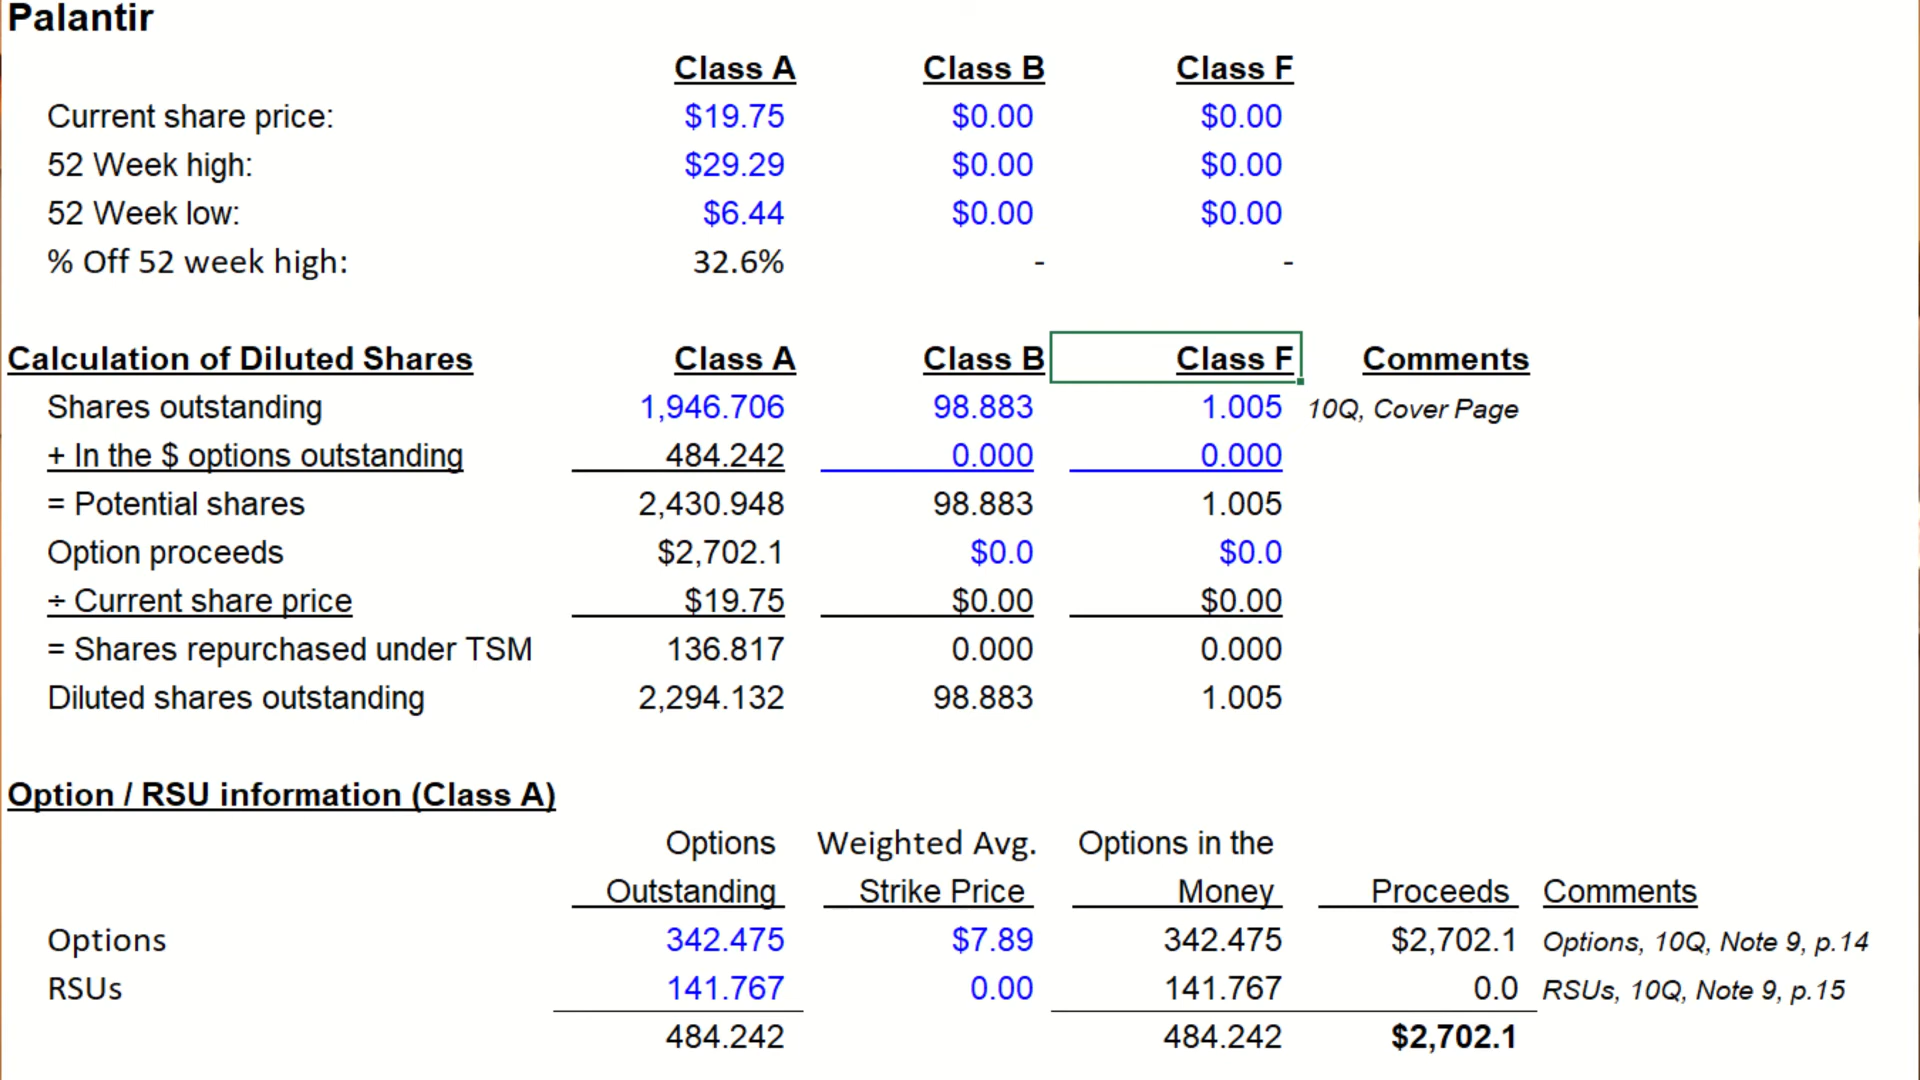 Palantir
Class A Class B Class F
Current share price: $19.75 $0.00 $0.00
52 Week high: $29.29 $0.00 $0.00
52 Week low: $6.44 $0.00 $0.00
% Off 52 week high: 32.6% - -
Calculation of Diluted Shares Class A Class B Class F Comments
Shares outstanding 1,946.706 98.883 1.005 10Q, Cover Page
+ In the $ options outstanding 484.242 0.000 0.000
= Potential shares 2,430.948 98.883 1.005
Option proceeds $2,702.1 $0.0 $0.0
÷ Current share price $19.75 $0.00 $0.00
= Shares repurchased under TSM 136.817 0.000 0.000
Diluted shares outstanding 2,294.132 98.883 1.005
Option / RSU information (Class A)
Options Weighted Avg. Options in the
Outstanding Strike Price Money Proceeds Comments
Options 342.475 $7.89 342.475 $2,702.1 Options, 10Q, Note 9, p.14
RSUs 141.767 0.00 141.767 0.0 RSUs, 10Q, Note 9, p.15
484.242 484.242 $2,702.1